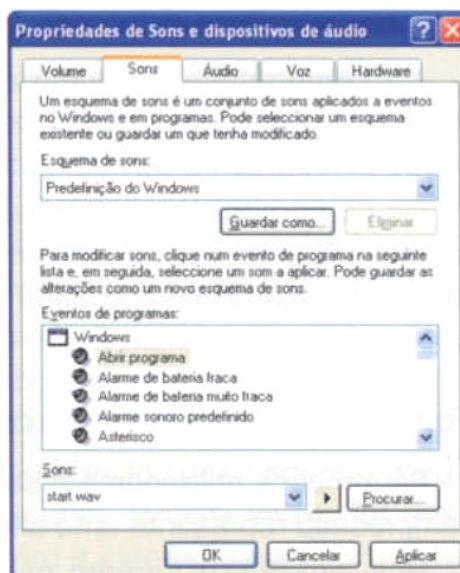 Propriedades de Sons e dispositivos de áudio
Volume Sons Áudio Voz Hardware
Um esquema de sons é um conjunto de sons aplicados a eventos
no Windows e em programas. Pode seleccionar um esquema
existente ou guardar um que tenha modificado.
Esquema de sons:
Predefinição do Windows
Guardar como... Eliminar
Para modificar sons, clique num evento de programa na seguinte
lista e, em seguida, seleccione um som a aplicar. Pode guardar as
alterações como um novo esquema de sons.
Eventos de programas:
Windows
Abrir programa
Alarme de bateria fraca
Alarme de bateria muito fraca
Alarme sonoro predefinido
Asterisco
Sons:
start.wav Procurar...
OK Cancelar Aplicar